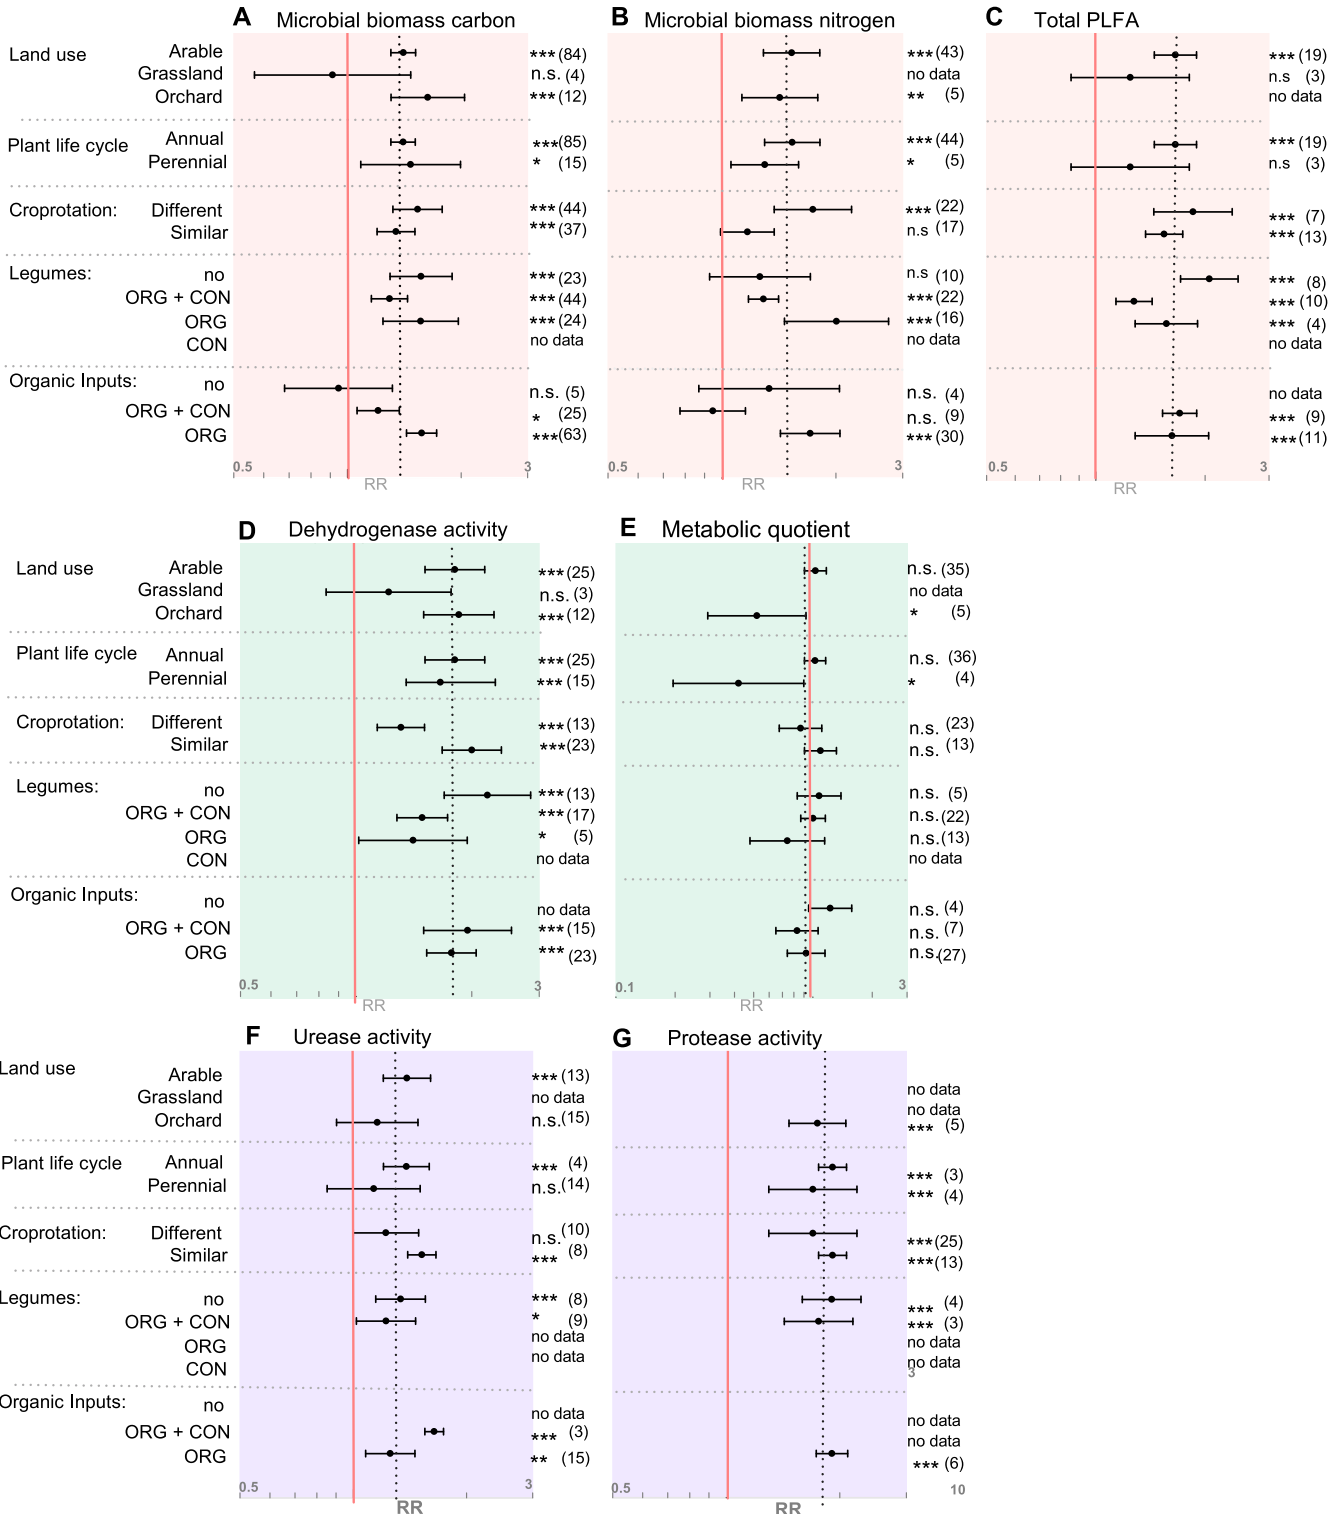 A Microbial biomass carbon
B Microbial biomass nitrogen
C Total PLFA
Land use Arable ***(84) ***(43) ***(19)
Grassland n.s. (4) no data n.s (3)
Orchard ***(12) ** (5) no data
Plant life cycle Annual ***(85) ***(44) ***(19)
Perennial * (15) * (5) n.s (3)
Croprotation: Different ***(44) ***(22) *** (7)
Similar ***(37) n.s (17) ***(13)
Legumes: no ***(23) n.s (10) *** (8)
ORG + CON ***(44) ***(22) ***(10)
ORG ***(24) ***(16) *** (4)
CON no data no data no data
Organic Inputs: no n.s. (5) n.s. (4) no data
ORG + CON * (25) n.s. (9) *** (9)
ORG ***(63) ***(30) ***(11)
0.5 3 0.5 3 0.5 3
RR RR RR
D Dehydrogenase activity
E Metabolic quotient
Land use Arable ***(25) n.s. (35)
Grassland n.s. (3) no data
Orchard ***(12) * (5)
Plant life cycle Annual ***(25) n.s. (36)
Perennial ***(15) * (4)
Croprotation: Different ***(13) n.s. (23)
Similar ***(23) n.s. (13)
Legumes: no ***(13) n.s. (5)
ORG + CON ***(17) n.s.(22)
ORG * (5) n.s.(13)
CON no data no data
Organic Inputs: no no data n.s. (4)
ORG + CON ***(15) n.s. (7)
ORG *** (23) n.s.(27)
0.5 3 0.1 3
RR RR
F Urease activity
G Protease activity
Land use Arable ***(13) no data
Grassland no data no data
Orchard n.s.(15) *** (5)
Plant life cycle Annual *** (4) *** (3)
Perennial n.s.(14) *** (4)
Croprotation: Different n.s.(10) ***(25)
Similar *** (8) ***(13)
Legumes: no *** (8) *** (4)
ORG + CON * (9) *** (3)
ORG no data no data
CON no data no data
3
Organic Inputs: no no data no data
ORG + CON *** (3) no data
ORG ** (15) *** (6)
0.5 3 0.5 10
RR RR